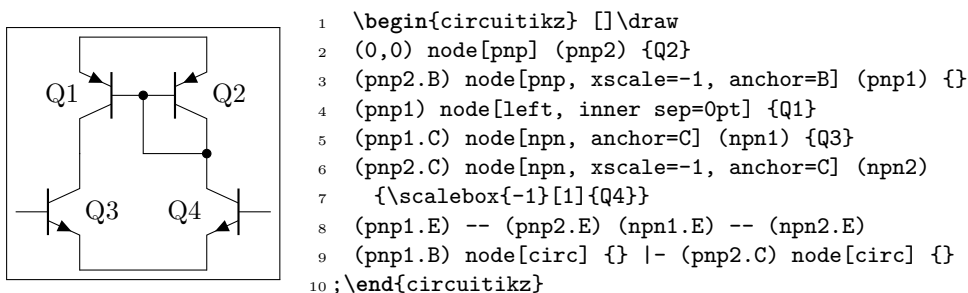 Q1 Q2
Q3 Q4
1 \begin{circuitikz} []\draw
2 (0,0) node[pnp] (pnp2) {Q2}
3 (pnp2.B) node[pnp, xscale=-1, anchor=B] (pnp1) {}
4 (pnp1) node[left, inner sep=0pt] {Q1}
5 (pnp1.C) node[npn, anchor=C] (npn1) {Q3}
6 (pnp2.C) node[npn, xscale=-1, anchor=C] (npn2)
7 {\scalebox{-1}[1]{Q4}}
8 (pnp1.E) -- (pnp2.E) (npn1.E) -- (npn2.E)
9 (pnp1.B) node[circ] {} |- (pnp2.C) node[circ] {}
10 ;\end{circuitikz}